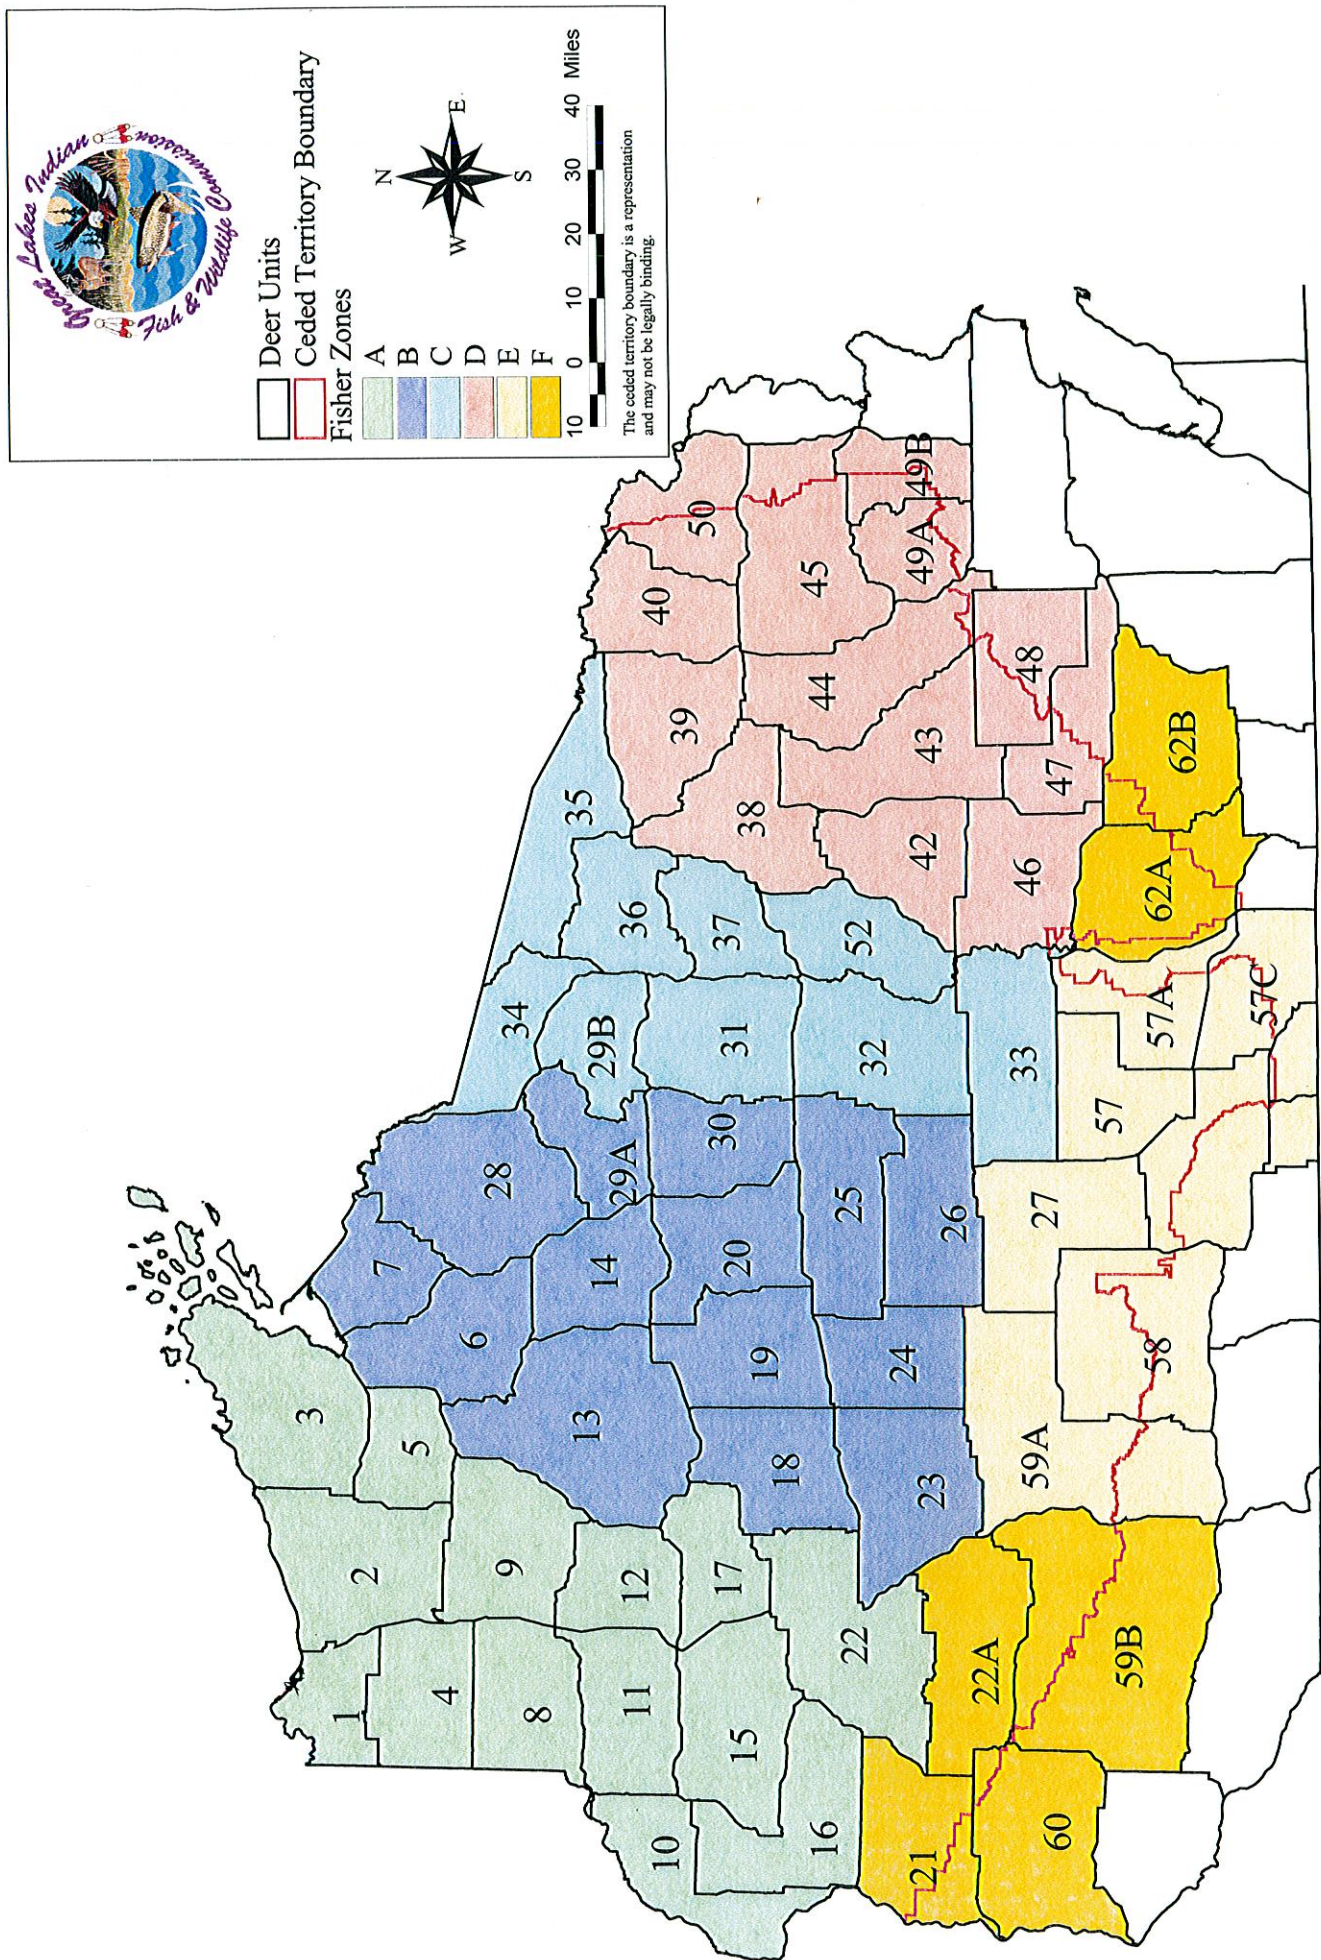 Great Lakes Indian
Fish & Wildlife Commission
Deer Units
Ceded Territory Boundary
Fisher Zones
A
B
C
D
E
F
N
W
E
S
10 0 10 20 30 40 Miles
The ceded territory boundary is a representation
and may not be legally binding.
1
2
3
4
5
6
7
8
9
10
11
12
13
14
15
16
17
18
19
20
21
22
22A
23
24
25
26
27
28
29A
29B
30
31
32
33
34
35
36
37
38
39
40
42
43
44
45
46
47
48
49A
49B
50
52
57
57A
57C
58
59A
59B
60
62A
62B